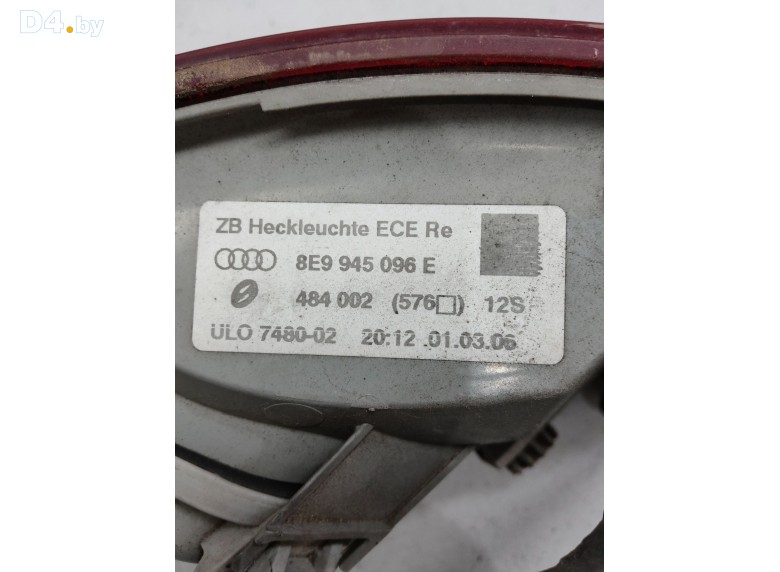 D4.by
ZB Heckleuchte ECE Re
8E9 945 096 E
484 002 (576□) 12S
ULO 7480-02 20:12 01.03.06